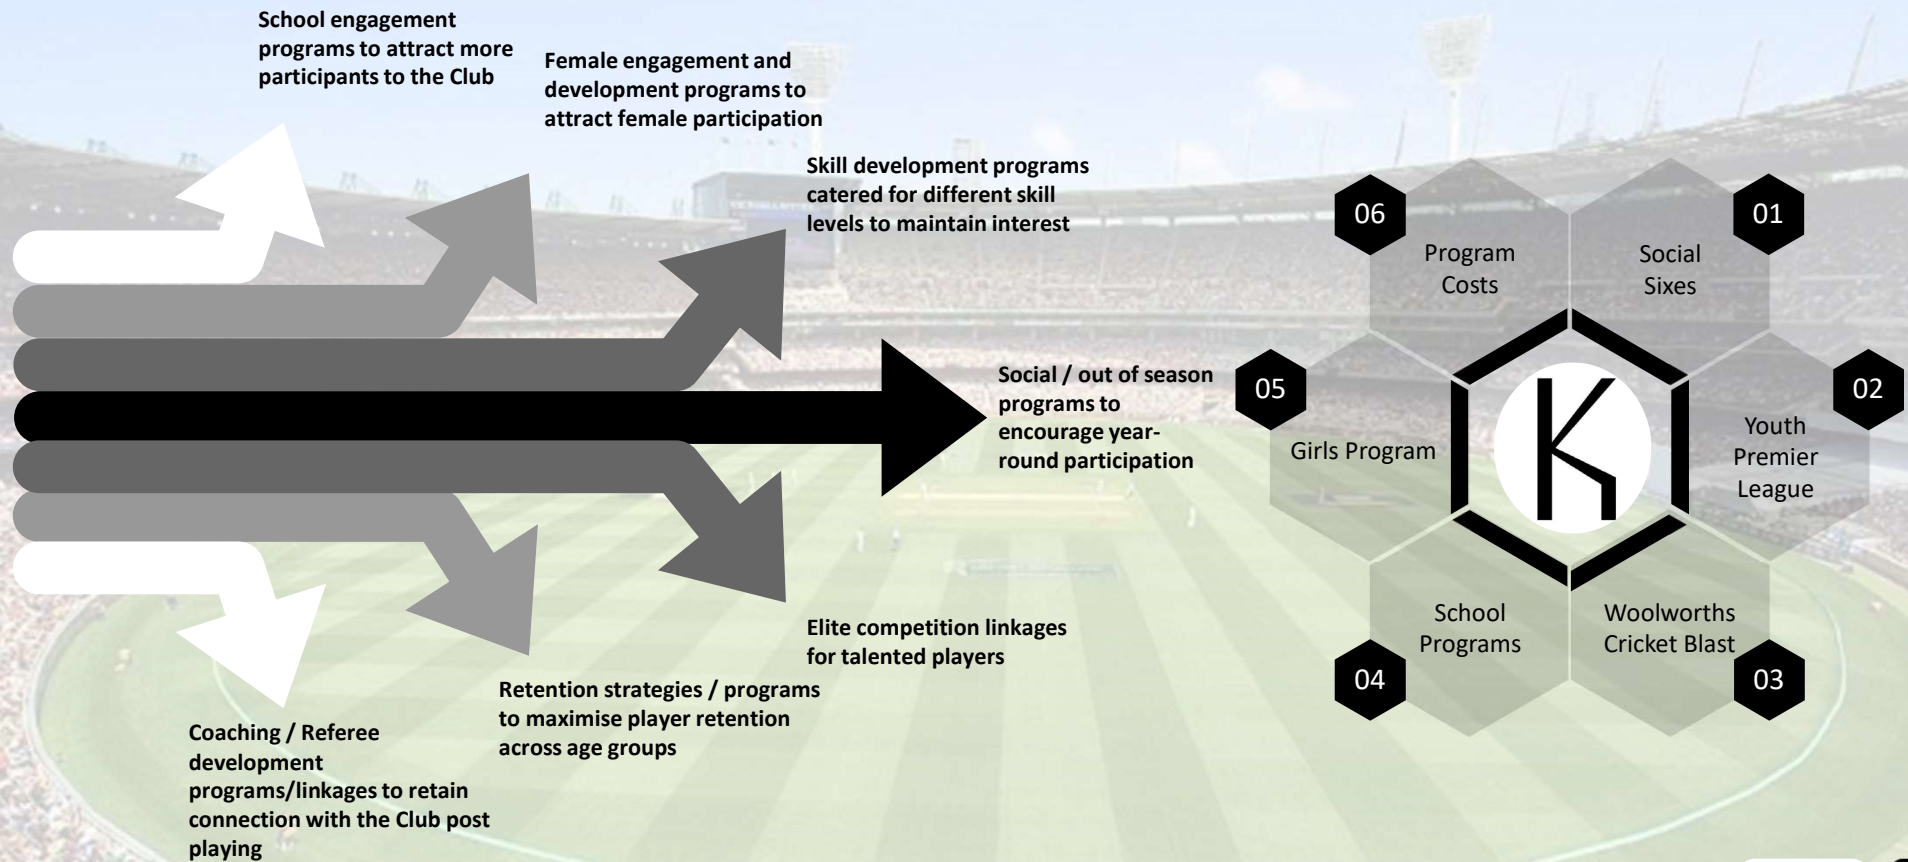 School engagement
programs to attract more
participants to the Club
Female engagement and
development programs to
attract female participation
Skill development programs
catered for different skill
levels to maintain interest
Social / out of season
programs to
encourage year-
round participation
Elite competition linkages
for talented players
Retention strategies / programs
to maximise player retention
across age groups
Coaching / Referee
development
programs/linkages to retain
connection with the Club post
playing
06
Program
Costs
01
Social
Sixes
05
Girls Program
02
Youth
Premier
League
K
04
School
Programs
03
Woolworths
Cricket Blast